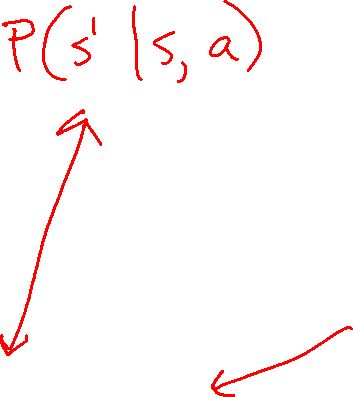 P(s' | s, a)